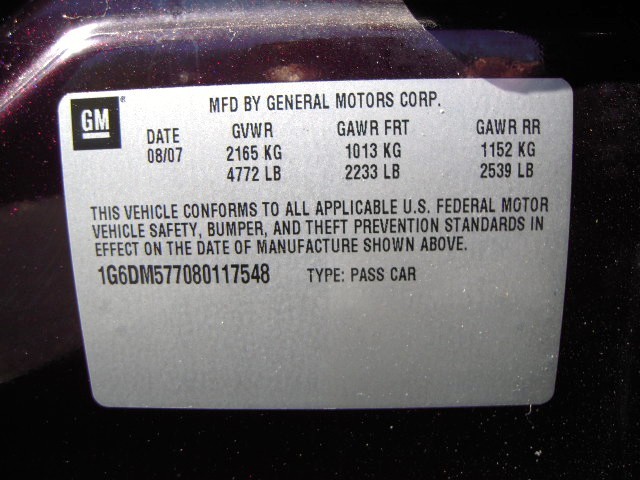 GM ®
MFD BY GENERAL MOTORS CORP.
DATE GVWR GAWR FRT GAWR RR
08/07 2165 KG 1013 KG 1152 KG
4772 LB 2233 LB 2539 LB
THIS VEHICLE CONFORMS TO ALL APPLICABLE U.S. FEDERAL MOTOR
VEHICLE SAFETY, BUMPER, AND THEFT PREVENTION STANDARDS IN
EFFECT ON THE DATE OF MANUFACTURE SHOWN ABOVE.
1G6DM577080117548 TYPE: PASS CAR